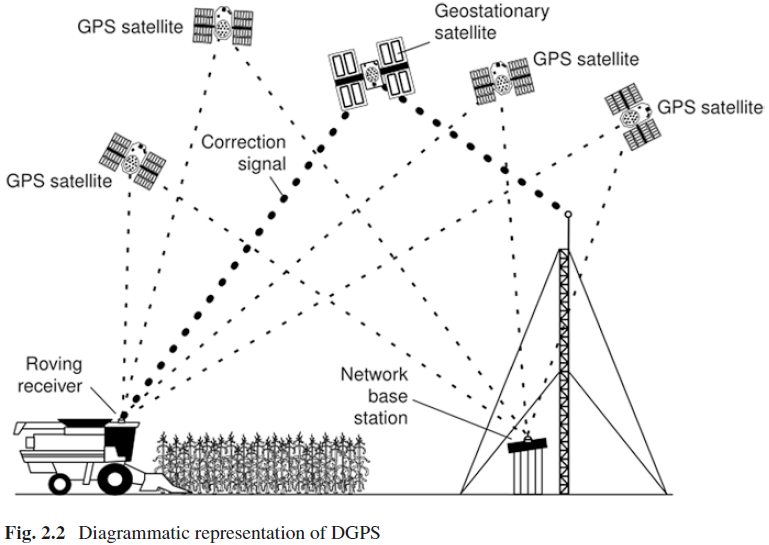 GPS satellite
Geostationary
satellite
GPS satellite
GPS satellite
Correction
signal
GPS satellite
Roving
receiver
Network
base
station
Fig. 2.2 Diagrammatic representation of DGPS